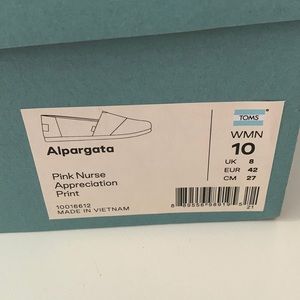 Alpargata
Pink Nurse
Appreciation
Print
10016612
MADE IN VIETNAM
TOMS
WMN
10
UK 8
EUR 42
CM 27